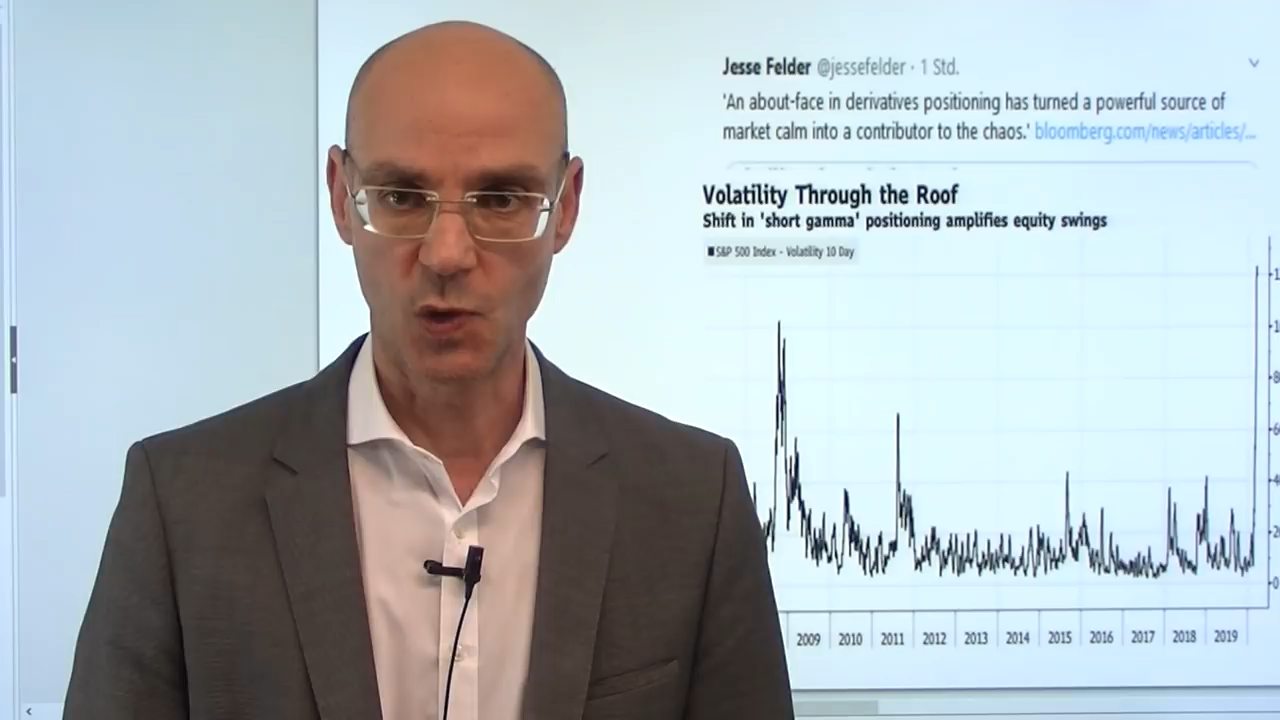 Jesse Felder @jessefelder · 1 Std.
'An about-face in derivatives positioning has turned a powerful source of
market calm into a contributor to the chaos.' bloomberg.com/news/articles/...
Volatility Through the Roof
Shift in 'short gamma' positioning amplifies equity swings
S&P 500 Index - Volatility 10 Day
2009 2010 2011 2012 2013 2014 2015 2016 2017 2018 2019